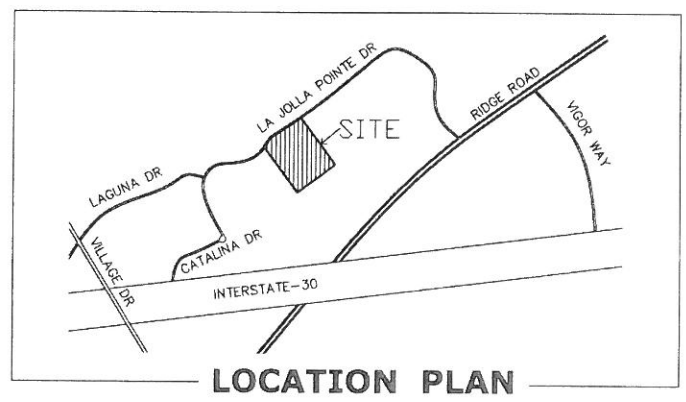 LA JOLLA POINTE DR
RIDGE ROAD
SITE
VIGOR WAY
LAGUNA DR
VILLAGE DR
CATALINA DR
INTERSTATE-30
LOCATION PLAN